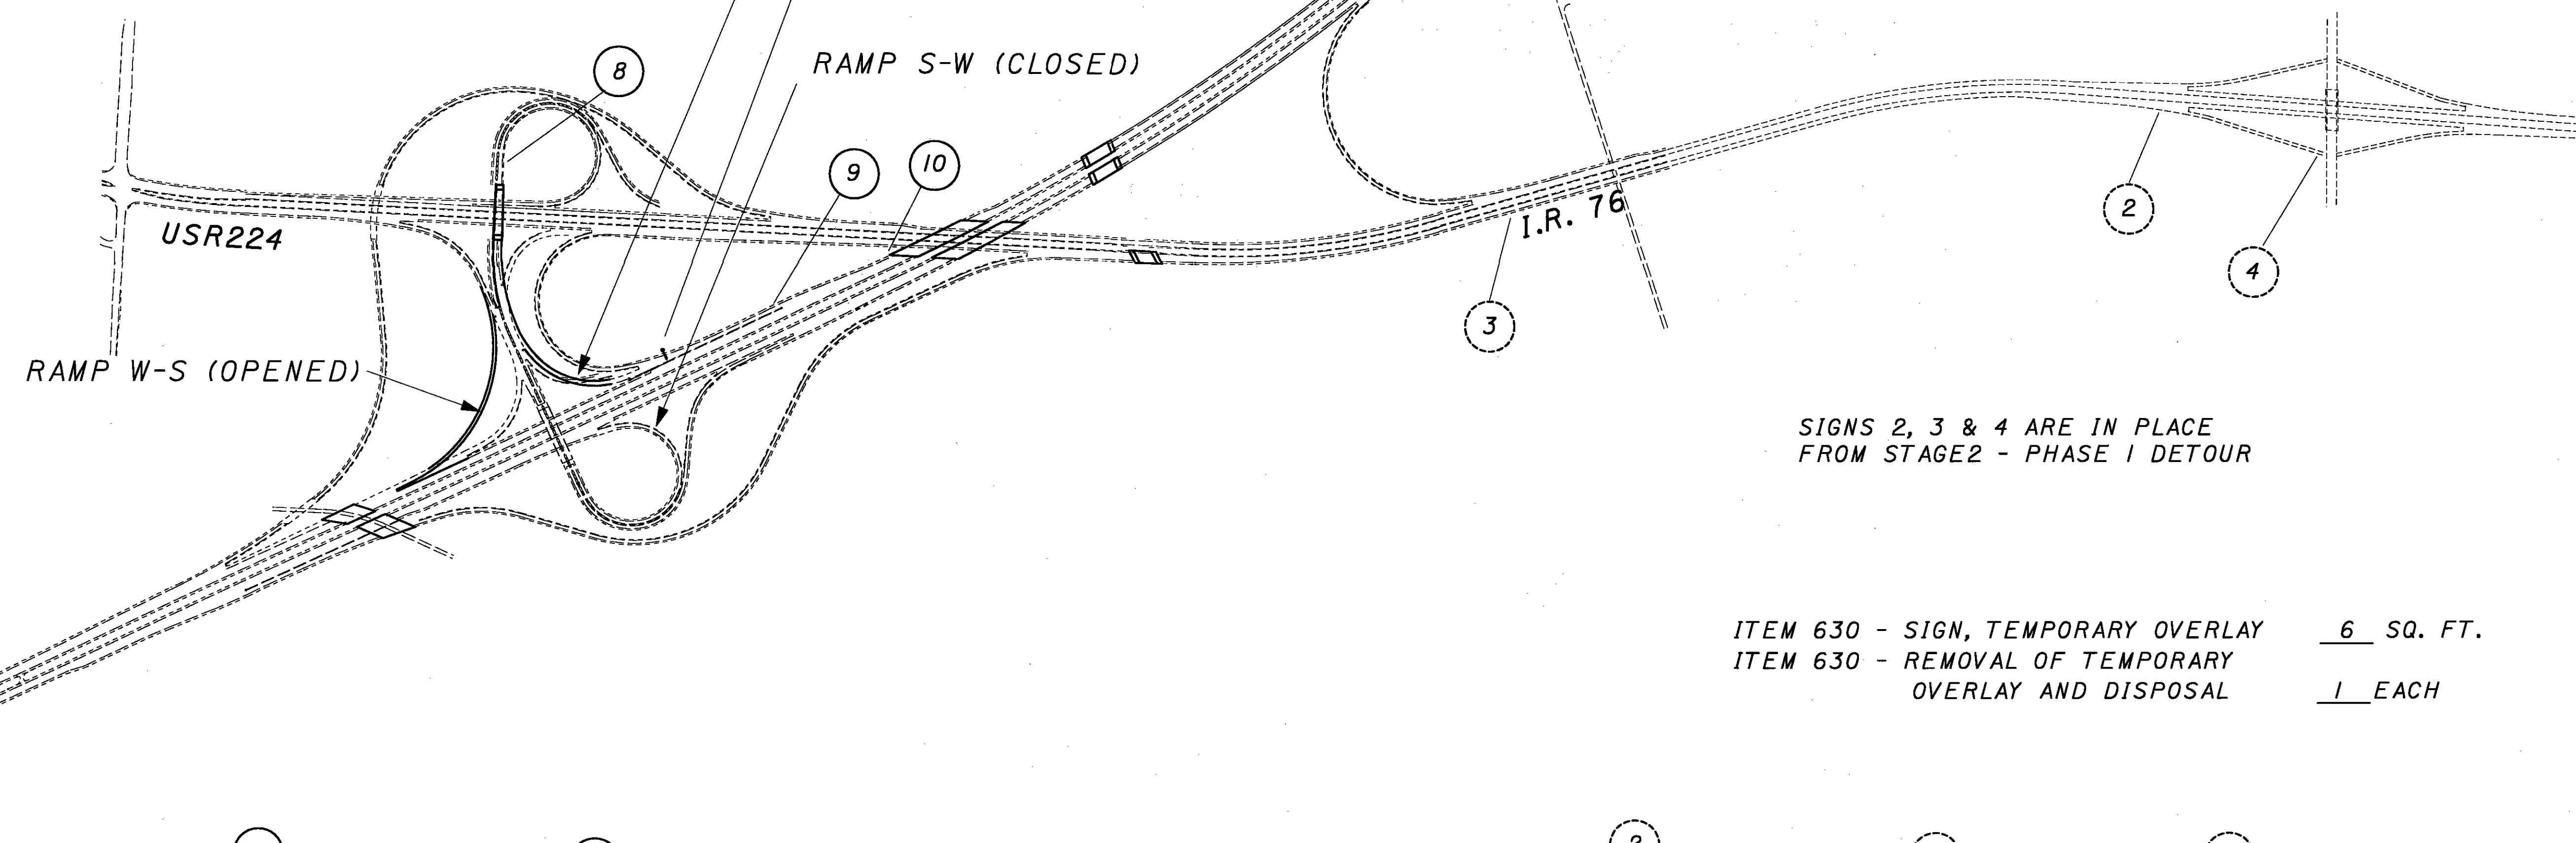 8
RAMP S-W (CLOSED)
9
10
USR224
I.R. 76
2
4
3
RAMP W-S (OPENED)
SIGNS 2, 3 & 4 ARE IN PLACE
FROM STAGE2 - PHASE 1 DETOUR
ITEM 630 - SIGN, TEMPORARY OVERLAY 6 SQ. FT.
ITEM 630 - REMOVAL OF TEMPORARY
OVERLAY AND DISPOSAL 1 EACH